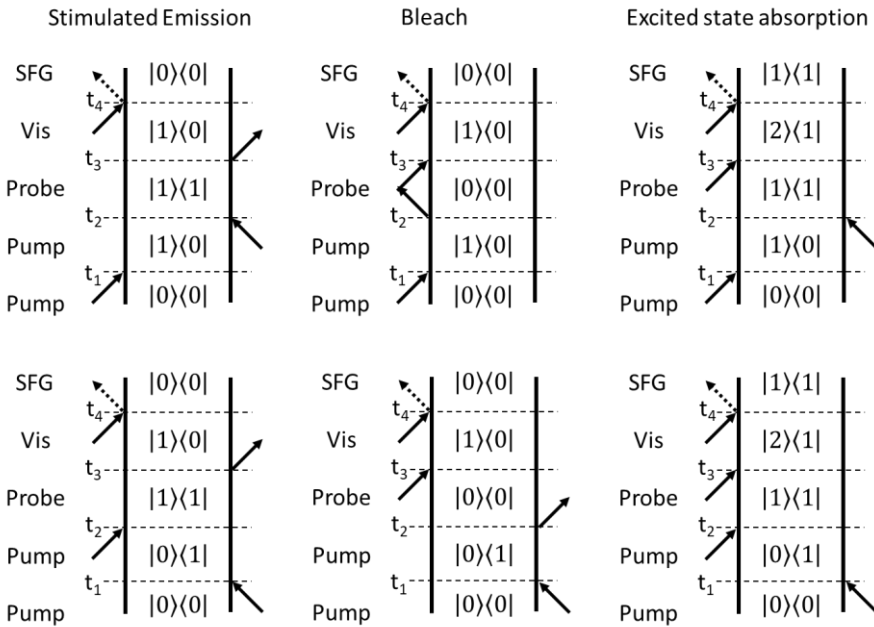 Stimulated Emission Bleach Excited state absorption
SFG |0⟩⟨0| SFG |0⟩⟨0| SFG |1⟩⟨1|
t4 t4 t4
Vis |1⟩⟨0| Vis |1⟩⟨0| Vis |2⟩⟨1|
t3 t3 t3
Probe |1⟩⟨1| Probe |0⟩⟨0| Probe |1⟩⟨1|
t2 t2 t2
Pump |1⟩⟨0| Pump |1⟩⟨0| Pump |1⟩⟨0|
t1 t1 t1
Pump |0⟩⟨0| Pump |0⟩⟨0| Pump |0⟩⟨0|
SFG |0⟩⟨0| SFG |0⟩⟨0| SFG |1⟩⟨1|
t4 t4 t4
Vis |1⟩⟨0| Vis |1⟩⟨0| Vis |2⟩⟨1|
t3 t3 t3
Probe |1⟩⟨1| Probe |0⟩⟨0| Probe |1⟩⟨1|
t2 t2 t2
Pump |0⟩⟨1| Pump |0⟩⟨1| Pump |0⟩⟨1|
t1 t1 t1
Pump |0⟩⟨0| Pump |0⟩⟨0| Pump |0⟩⟨0|